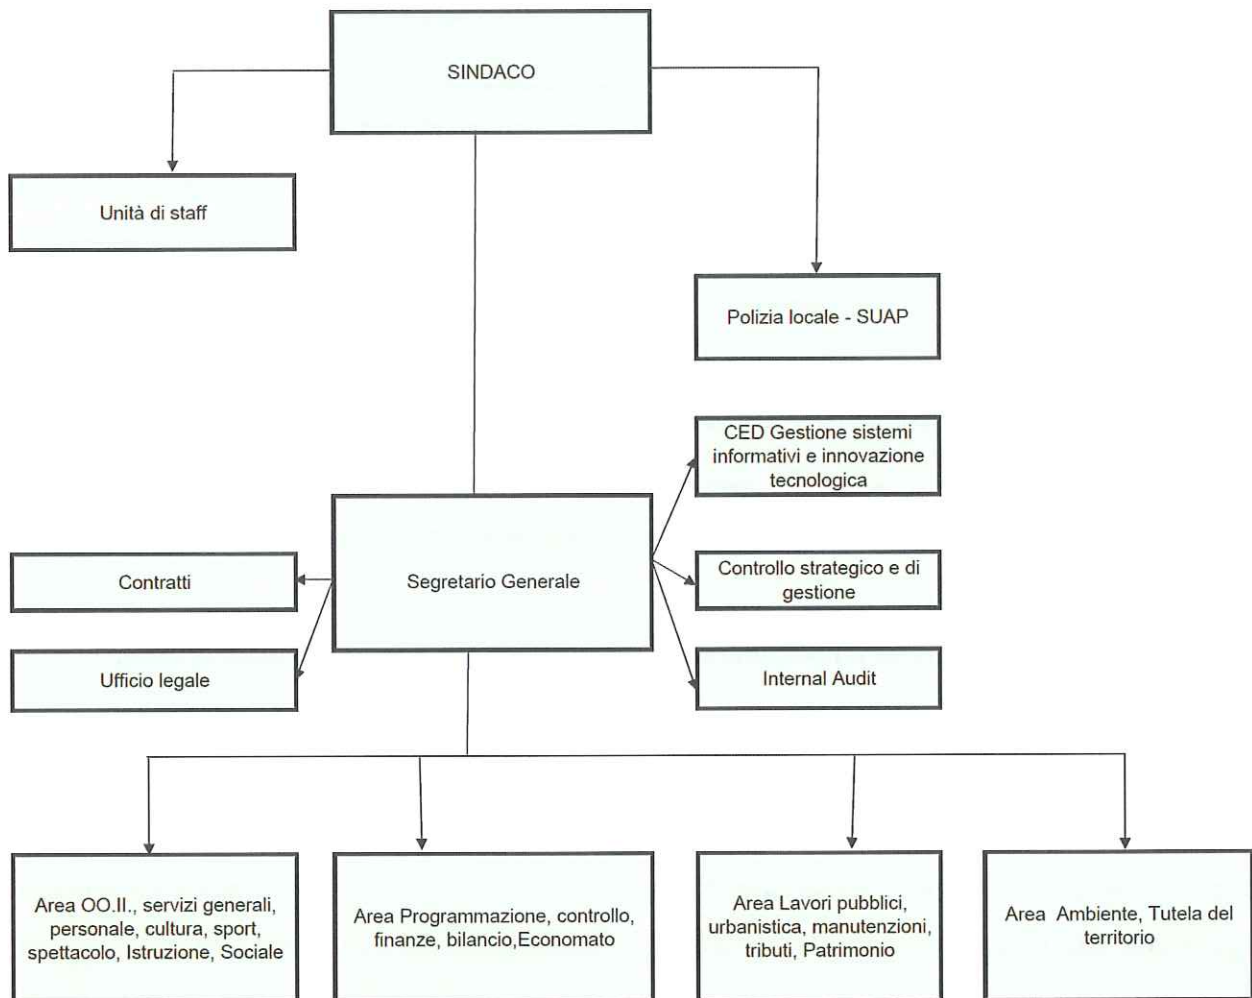 SINDACO
Unità di staff
Polizia locale - SUAP
CED Gestione sistemi
informativi e innovazione
tecnologica
Contratti
Segretario Generale
Controllo strategico e di
gestione
Ufficio legale
Internal Audit
Area OO.II., servizi generali,
personale, cultura, sport,
spettacolo, Istruzione, Sociale
Area Programmazione, controllo,
finanze, bilancio,Economato
Area Lavori pubblici,
urbanistica, manutenzioni,
tributi, Patrimonio
Area  Ambiente, Tutela del
territorio